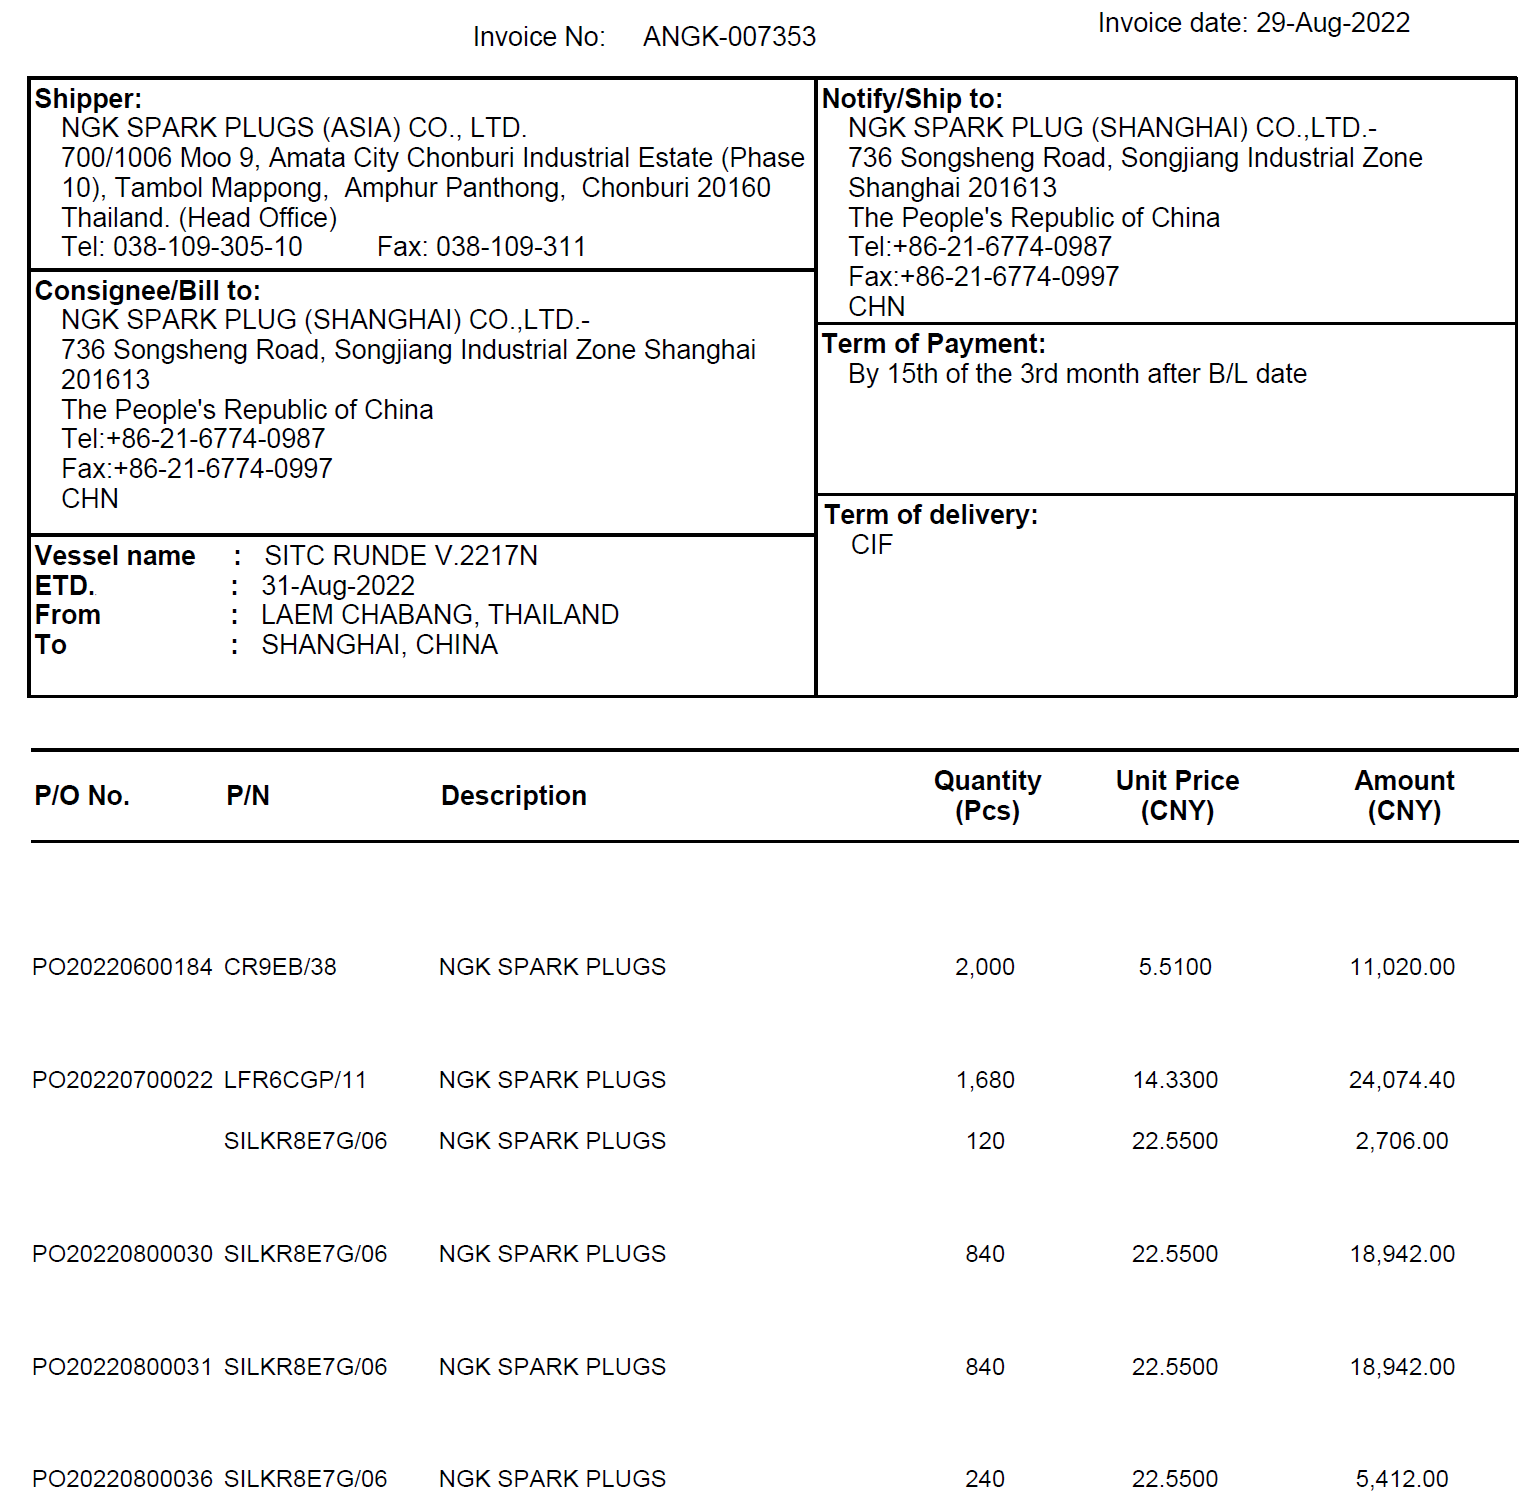 Invoice No: ANGK-007353
Invoice date: 29-Aug-2022
Shipper:
NGK SPARK PLUGS (ASIA) CO., LTD.
700/1006 Moo 9, Amata City Chonburi Industrial Estate (Phase
10), Tambol Mappong, Amphur Panthong, Chonburi 20160
Thailand. (Head Office)
Tel: 038-109-305-10 Fax: 038-109-311
Notify/Ship to:
NGK SPARK PLUG (SHANGHAI) CO.,LTD.-
736 Songsheng Road, Songjiang Industrial Zone
Shanghai 201613
The People's Republic of China
Tel:+86-21-6774-0987
Fax:+86-21-6774-0997
CHN
Consignee/Bill to:
NGK SPARK PLUG (SHANGHAI) CO.,LTD.-
736 Songsheng Road, Songjiang Industrial Zone Shanghai
201613
The People's Republic of China
Tel:+86-21-6774-0987
Fax:+86-21-6774-0997
CHN
Term of Payment:
By 15th of the 3rd month after B/L date
Term of delivery:
CIF
Vessel name : SITC RUNDE V.2217N
ETD. : 31-Aug-2022
From : LAEM CHABANG, THAILAND
To : SHANGHAI, CHINA
P/O No. P/N Description Quantity (Pcs) Unit Price (CNY) Amount (CNY)
PO20220600184 CR9EB/38 NGK SPARK PLUGS 2,000 5.5100 11,020.00
PO20220700022 LFR6CGP/11 NGK SPARK PLUGS 1,680 14.3300 24,074.40
SILKR8E7G/06 NGK SPARK PLUGS 120 22.5500 2,706.00
PO20220800030 SILKR8E7G/06 NGK SPARK PLUGS 840 22.5500 18,942.00
PO20220800031 SILKR8E7G/06 NGK SPARK PLUGS 840 22.5500 18,942.00
PO20220800036 SILKR8E7G/06 NGK SPARK PLUGS 240 22.5500 5,412.00